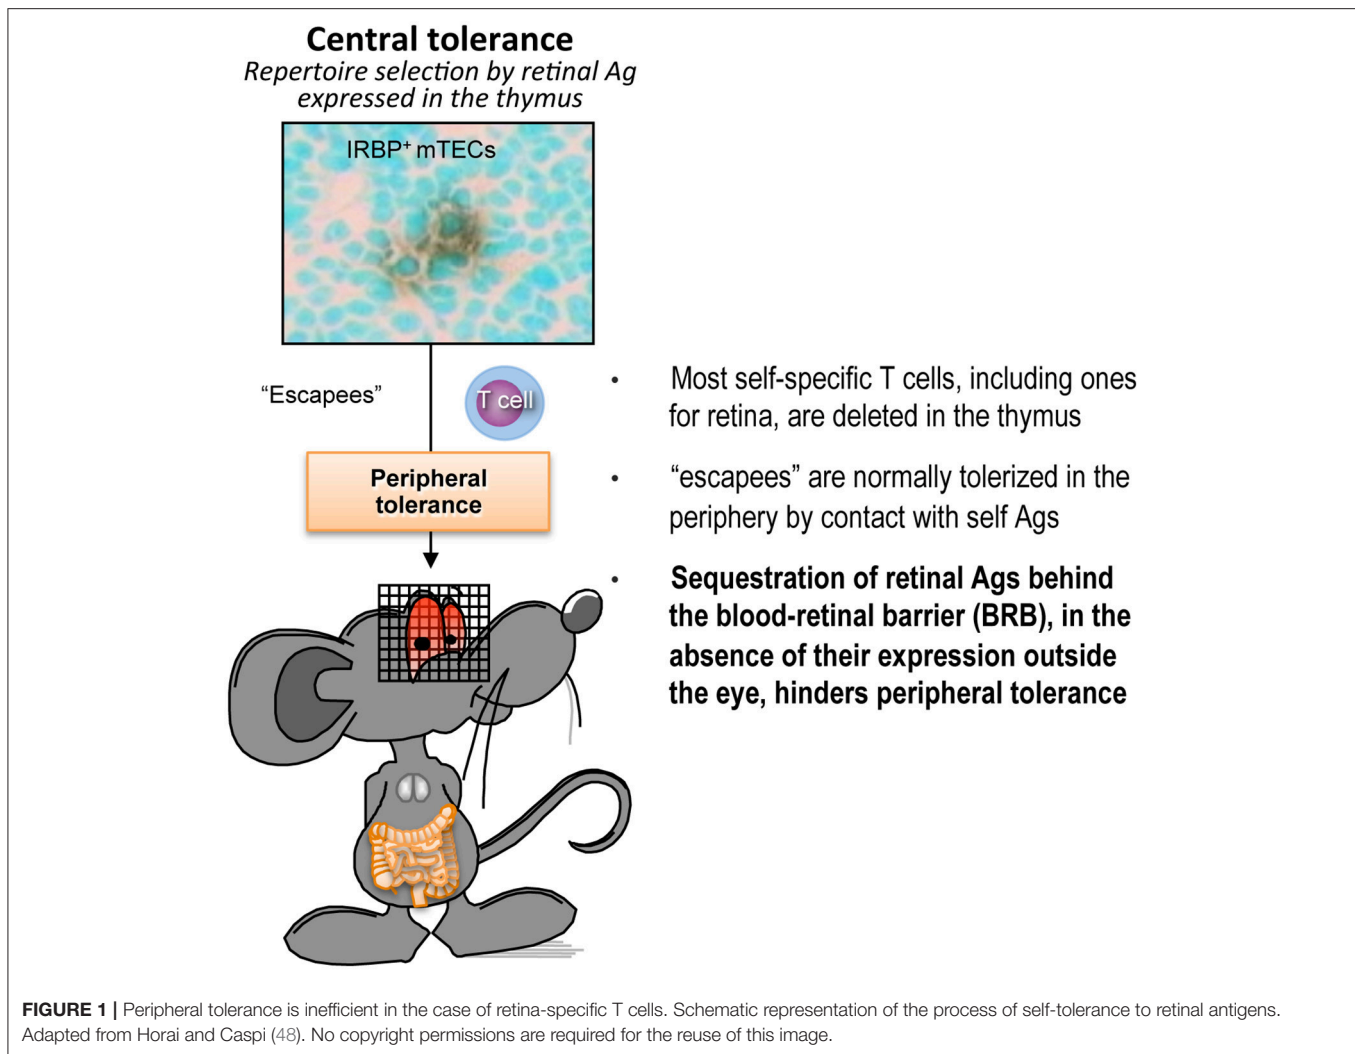 Central tolerance
Repertoire selection by retinal Ag
expressed in the thymus
IRBP⁺ mTECs
“Escapees”
T cell
Peripheral
tolerance
• Most self-specific T cells, including ones
for retina, are deleted in the thymus
• “escapees” are normally tolerized in the
periphery by contact with self Ags
• Sequestration of retinal Ags behind
the blood-retinal barrier (BRB), in the
absence of their expression outside
the eye, hinders peripheral tolerance
FIGURE 1 | Peripheral tolerance is inefficient in the case of retina-specific T cells. Schematic representation of the process of self-tolerance to retinal antigens.
Adapted from Horai and Caspi (48). No copyright permissions are required for the reuse of this image.